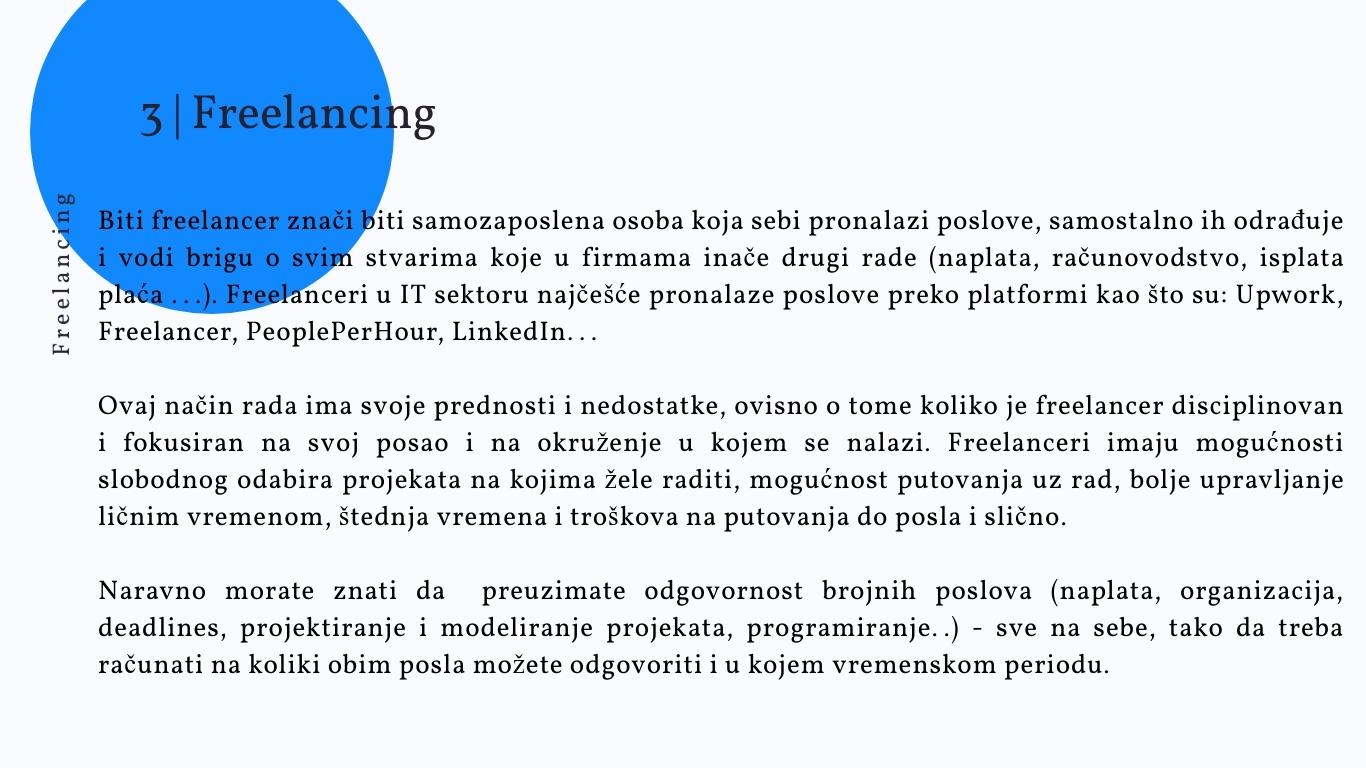 3 | Freelancing
Freelancing
Biti freelancer znači biti samozaposlena osoba koja sebi pronalazi poslove, samostalno ih odrađuje
i vodi brigu o svim stvarima koje u firmama inače drugi rade (naplata, računovodstvo, isplata
plaća ...). Freelanceri u IT sektoru najčešće pronalaze poslove preko platformi kao što su: Upwork,
Freelancer, PeoplePerHour, LinkedIn...
Ovaj način rada ima svoje prednosti i nedostatke, ovisno o tome koliko je freelancer disciplinovan
i fokusiran na svoj posao i na okruženje u kojem se nalazi. Freelanceri imaju mogućnosti
slobodnog odabira projekata na kojima žele raditi, mogućnost putovanja uz rad, bolje upravljanje
ličnim vremenom, štednja vremena i troškova na putovanja do posla i slično.
Naravno morate znati da  preuzimate odgovornost brojnih poslova (naplata, organizacija,
deadlines, projektiranje i modeliranje projekata, programiranje..) - sve na sebe, tako da treba
računati na koliki obim posla možete odgovoriti i u kojem vremenskom periodu.